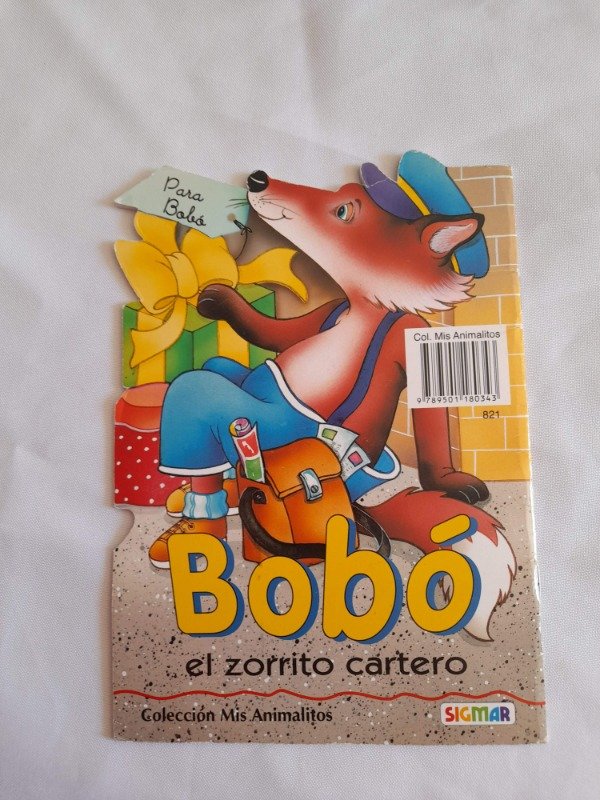 Para
Bobó
Col. Mis Animalitos
9 789501 180343
821
Bobó
el zorrito cartero
Colección Mis Animalitos
SIGMAR